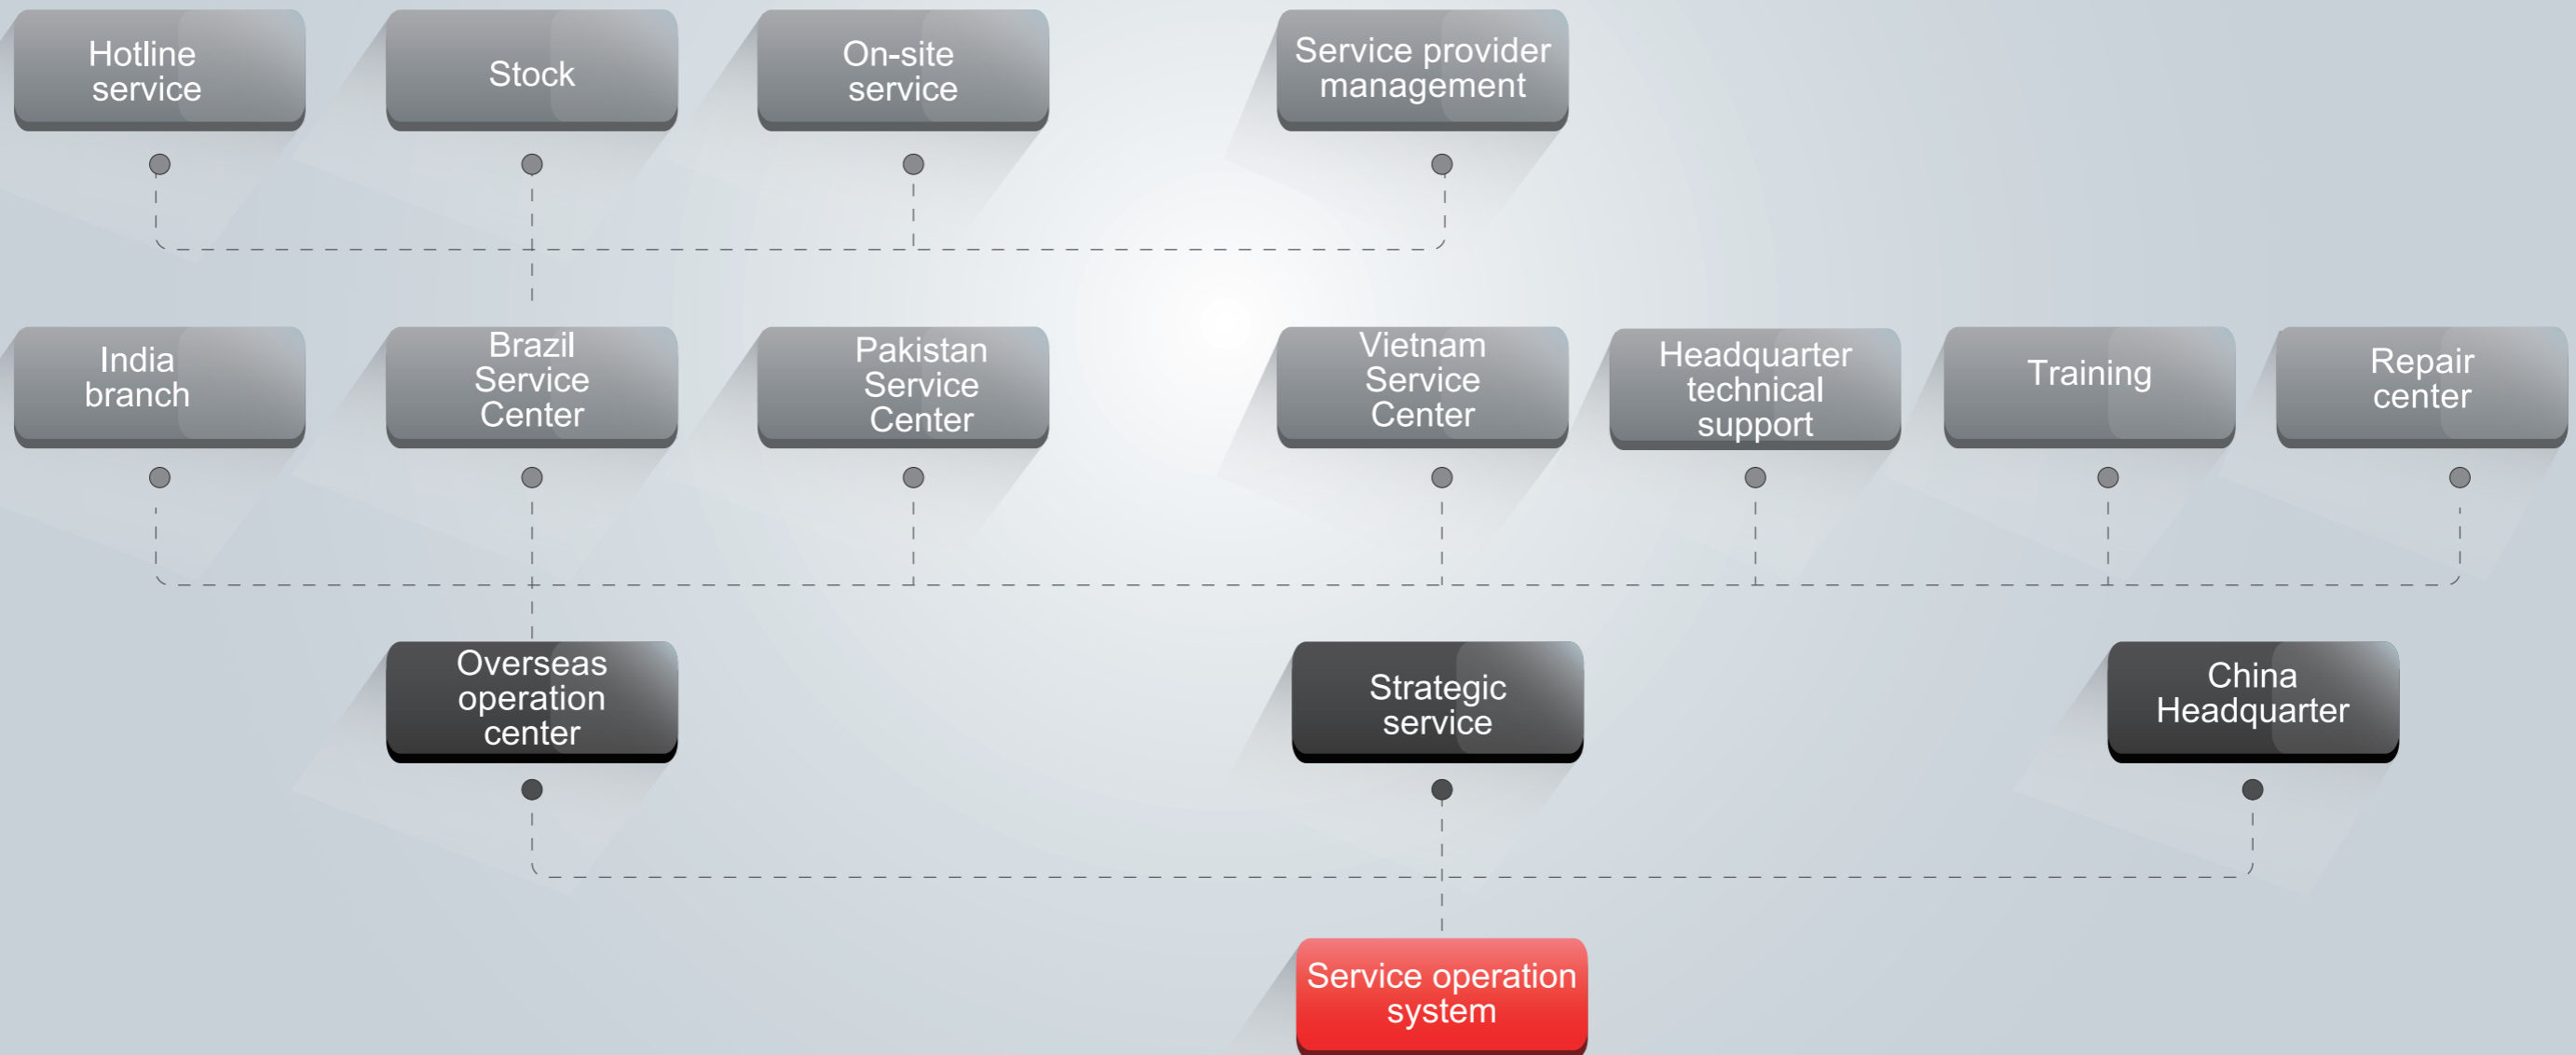 Hotline
service
Stock
On-site
service
Service provider
management
India
branch
Brazil
Service
Center
Pakistan
Service
Center
Vietnam
Service
Center
Headquarter
technical
support
Training
Repair
center
Overseas
operation
center
Strategic
service
China
Headquarter
Service operation
system